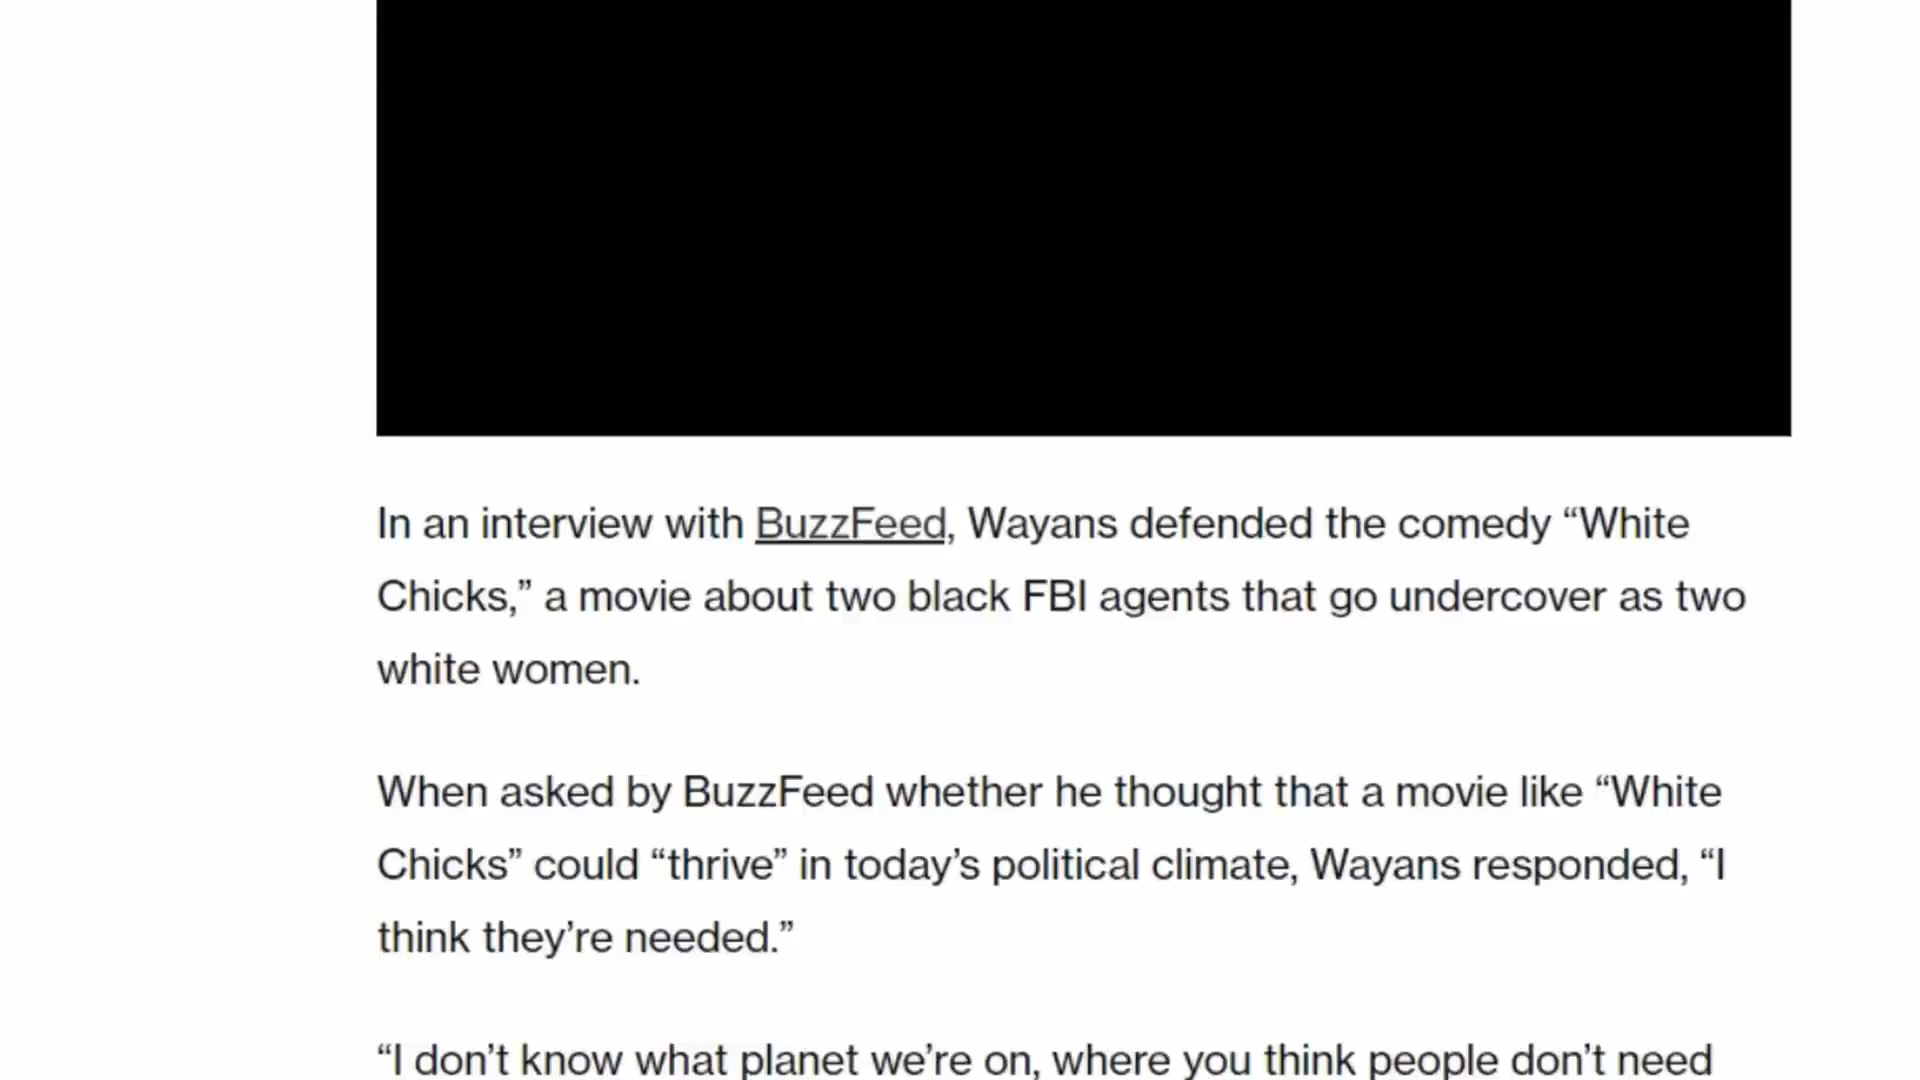 In an interview with BuzzFeed, Wayans defended the comedy “White
Chicks,” a movie about two black FBI agents that go undercover as two
white women.
When asked by BuzzFeed whether he thought that a movie like “White
Chicks” could “thrive” in today’s political climate, Wayans responded, “I
think they’re needed.”
“I don’t know what planet we’re on, where you think people don’t need